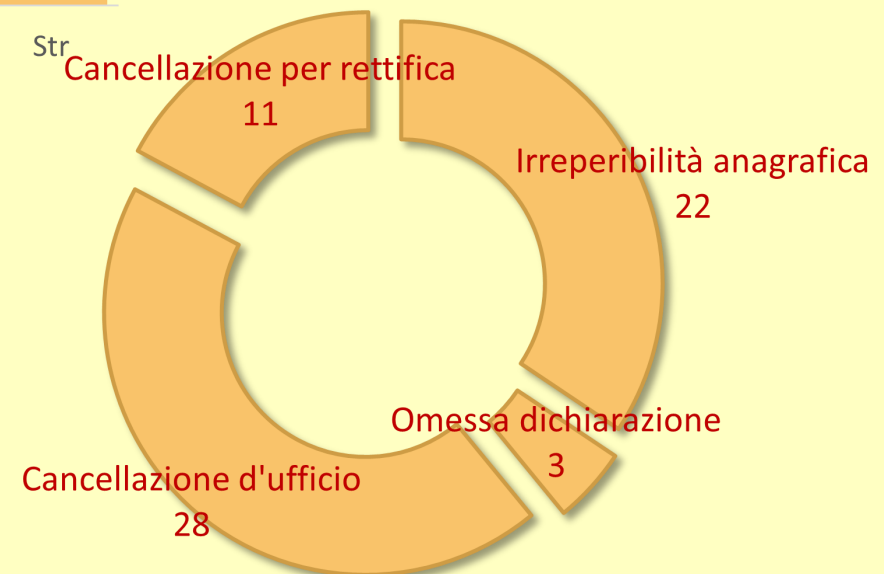 Str
Cancellazione per rettifica
11
Irreperibilità anagrafica
22
Omessa dichiarazione
3
Cancellazione d'ufficio
28